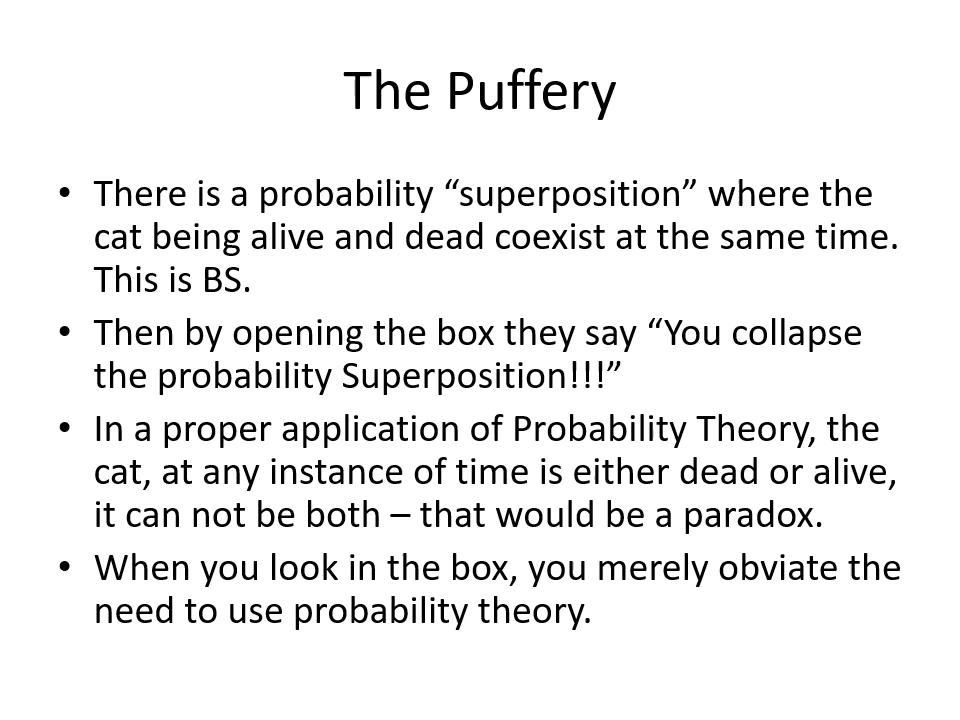 The Puffery
• There is a probability “superposition” where the
cat being alive and dead coexist at the same time.
This is BS.
• Then by opening the box they say “You collapse
the probability Superposition!!!”
• In a proper application of Probability Theory, the
cat, at any instance of time is either dead or alive,
it can not be both – that would be a paradox.
• When you look in the box, you merely obviate the
need to use probability theory.